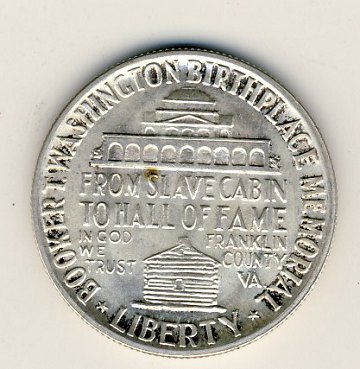 BOOKER T WASHINGTON BIRTHPLACE MEMORIAL
FROM SLAVE CABIN
TO HALL OF FAME
IN GOD
WE
TRUST
FRANKLIN
COUNTY
VA.
* LIBERTY *